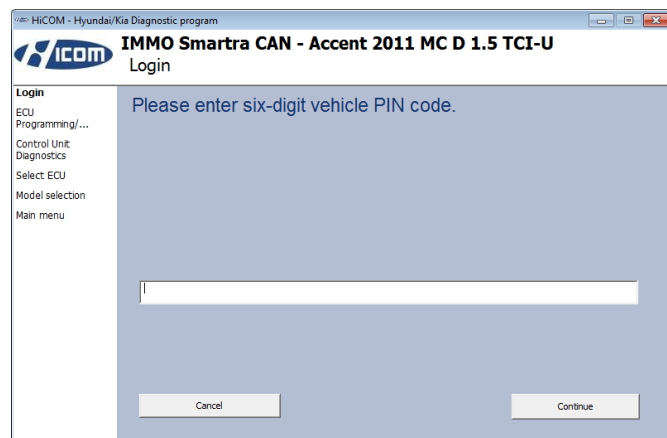 HiCOM - Hyundai/Kia Diagnostic program
Hicom
IMMO Smartra CAN - Accent 2011 MC D 1.5 TCI-U
Login
Login
ECU
Programming/...
Control Unit
Diagnostics
Select ECU
Model selection
Main menu
Please enter six-digit vehicle PIN code.
Cancel
Continue